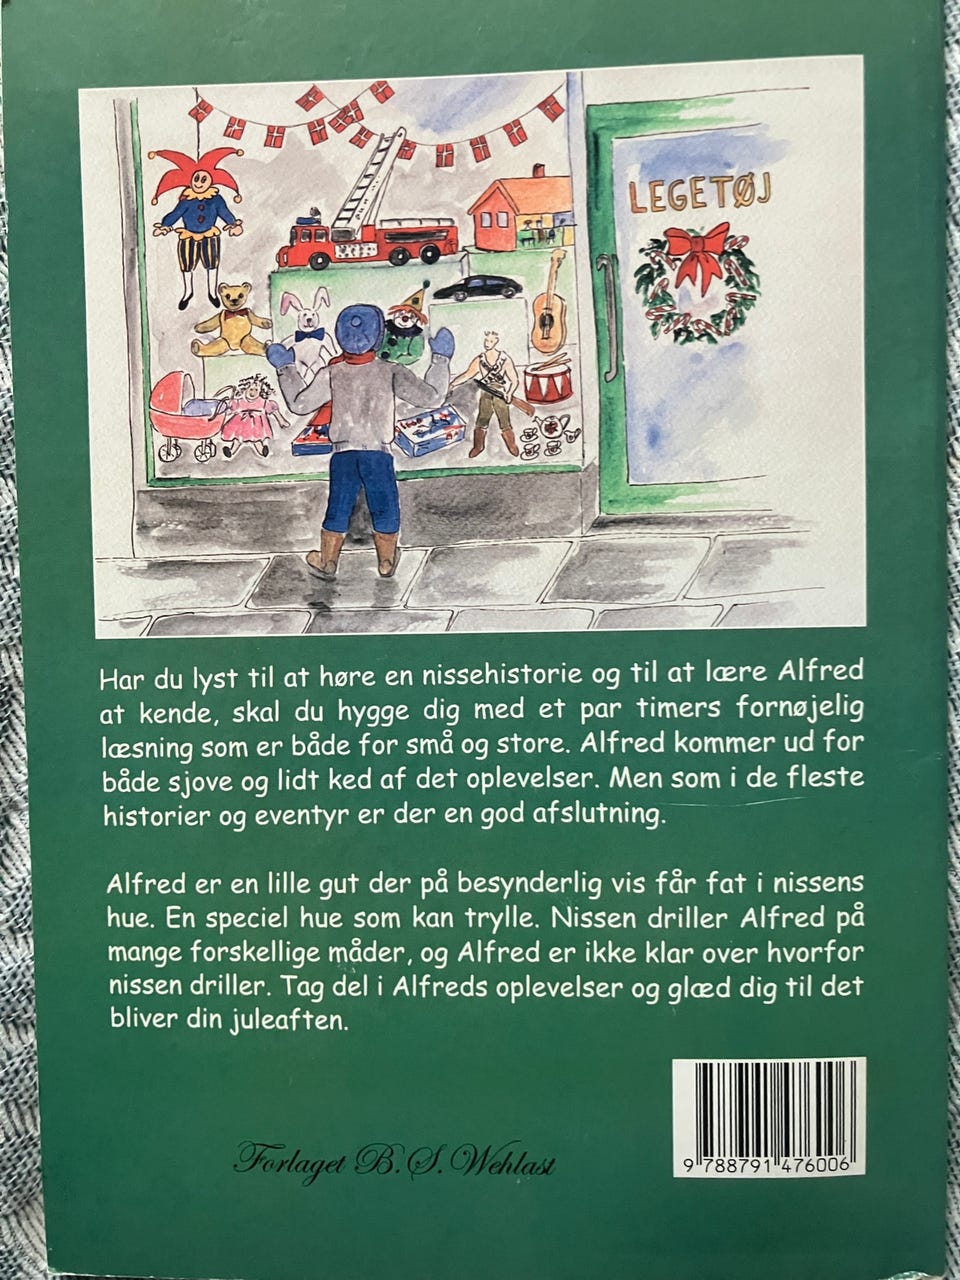 LEGETØJ
Har du lyst til at høre en nissehistorie og til at lære Alfred
at kende, skal du hygge dig med et par timers fornøjelig
læsning som er både for små og store. Alfred kommer ud for
både sjove og lidt ked af det oplevelser. Men som i de fleste
historier og eventyr er der en god afslutning.
Alfred er en lille gut der på besynderlig vis får fat i nissens
hue. En speciel hue som kan trylle. Nissen driller Alfred på
mange forskellige måder, og Alfred er ikke klar over hvorfor
nissen driller. Tag del i Alfreds oplevelser og glæd dig til det
bliver din juleaften.
Forlaget B. S. Wehlast
9 788791 476006